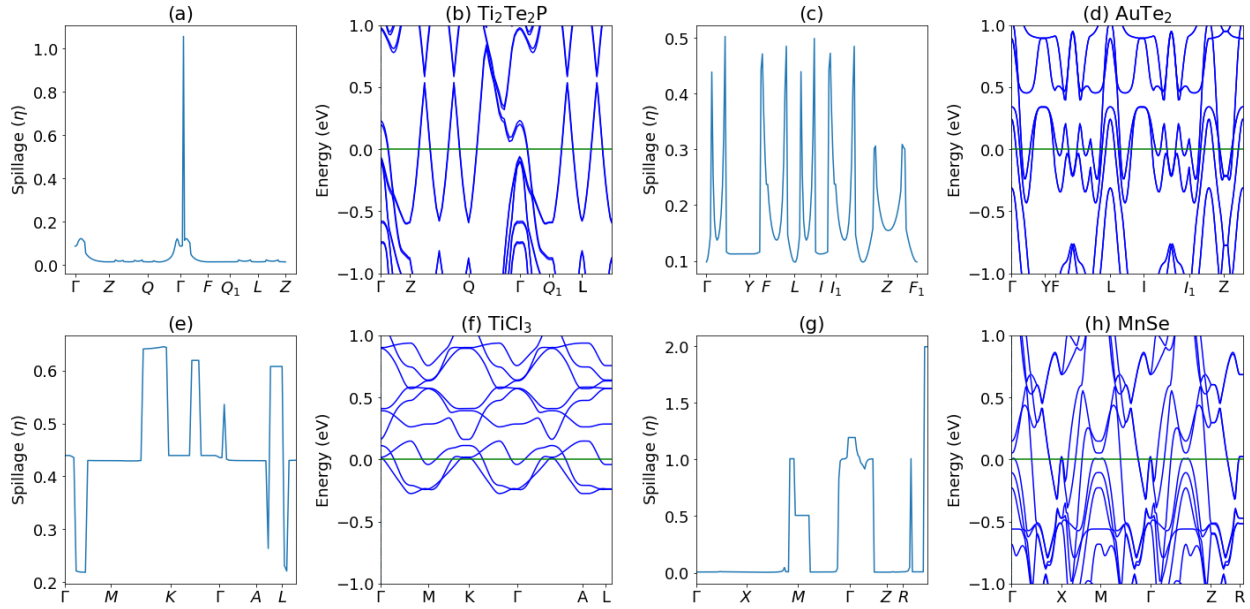 (a)
Spillage (η)
1.0
0.8
0.6
0.4
0.2
0.0
Γ Z Q Γ F Q₁ L Z
(b) Ti₂Te₂P
Energy (eV)
1.0
0.5
0.0
−0.5
−1.0
Γ Z Q Γ Q₁ L
(c)
Spillage (η)
0.5
0.4
0.3
0.2
0.1
Γ Y F L I I₁ Z F₁
(d) AuTe₂
Energy (eV)
1.0
0.5
0.0
−0.5
−1.0
Γ Y F L I I₁ Z
(e)
Spillage (η)
0.6
0.5
0.4
0.3
0.2
Γ M K Γ A L
(f) TiCl₃
Energy (eV)
1.0
0.5
0.0
−0.5
−1.0
Γ M K Γ A L
(g)
Spillage (η)
2.0
1.5
1.0
0.5
0.0
Γ X M Γ Z R
(h) MnSe
Energy (eV)
1.0
0.5
0.0
−0.5
−1.0
Γ X M Γ Z R